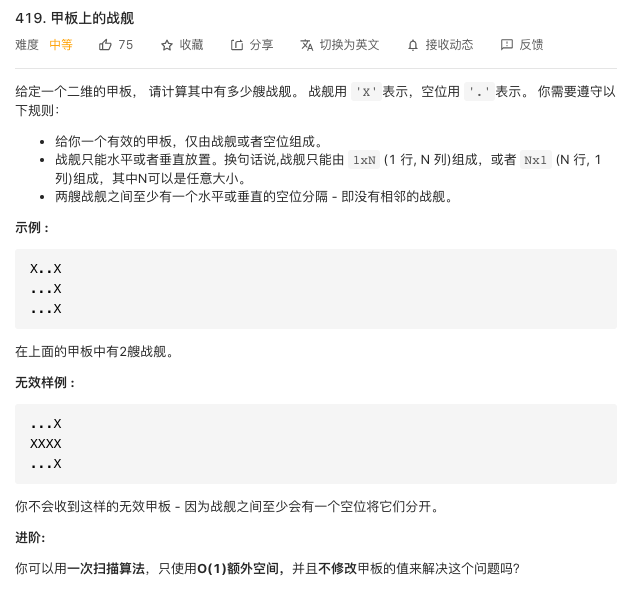 419. 甲板上的战舰
难度 中等 75 收藏 分享 切换为英文 接收动态 反馈
给定一个二维的甲板， 请计算其中有多少艘战舰。 战舰用 'X' 表示，空位用 '.' 表示。 你需要遵守以
下规则：
• 给你一个有效的甲板，仅由战舰或者空位组成。
• 战舰只能水平或者垂直放置。换句话说,战舰只能由 1xN (1 行, N 列)组成，或者 Nx1 (N 行, 1
列)组成，其中N可以是任意大小。
• 两艘战舰之间至少有一个水平或垂直的空位分隔 - 即没有相邻的战舰。
示例 :
X..X
...X
...X
在上面的甲板中有2艘战舰。
无效样例 :
...X
XXXX
...X
你不会收到这样的无效甲板 - 因为战舰之间至少会有一个空位将它们分开。
进阶:
你可以用一次扫描算法，只使用O(1)额外空间，并且不修改甲板的值来解决这个问题吗?